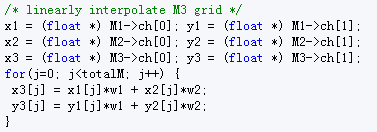 /* linearly interpolate M3 grid */
x1 = (float *) M1->ch[0]; y1 = (float *) M1->ch[1];
x2 = (float *) M2->ch[0]; y2 = (float *) M2->ch[1];
x3 = (float *) M3->ch[0]; y3 = (float *) M3->ch[1];
for(j=0; j<totalM; j++) {
 x3[j] = x1[j]*w1 + x2[j]*w2;
 y3[j] = y1[j]*w1 + y2[j]*w2;
}